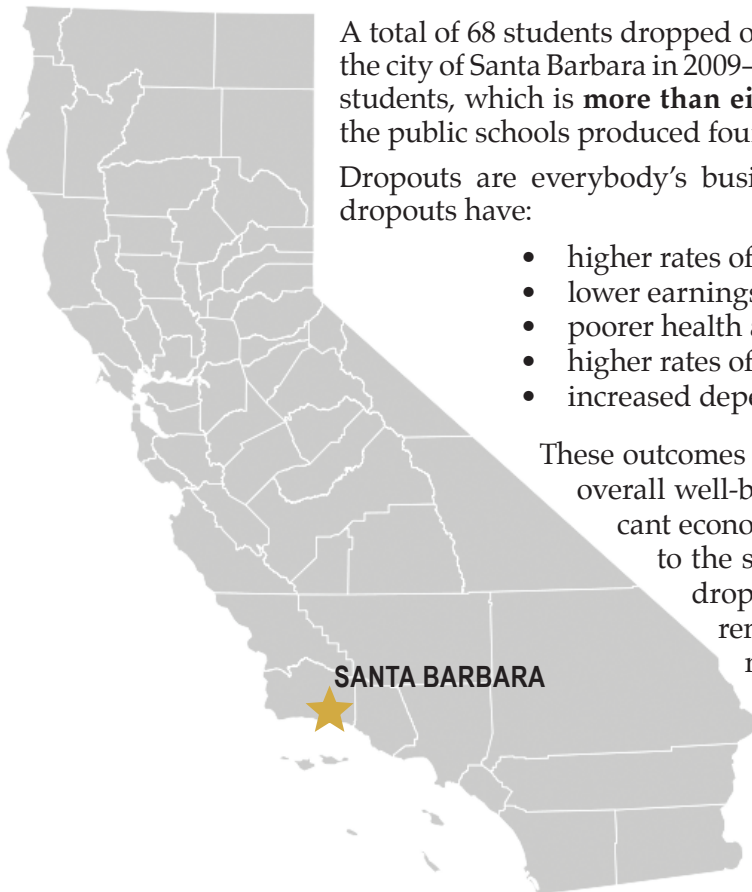 A total of 68 students dropped o
the city of Santa Barbara in 2009–
students, which is more than ei
the public schools produced fou
Dropouts are everybody's busi
dropouts have:
• higher rates of
• lower earnings
• poorer health a
• higher rates of
• increased depe
These outcomes
overall well-b
cant econo
to the s
drop
ren
n
SANTA BARBARA